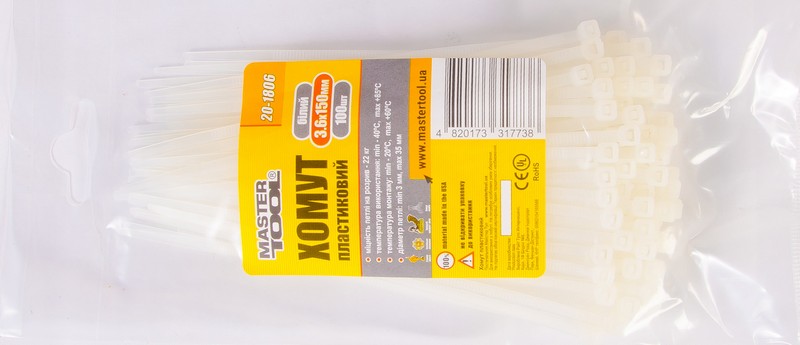 20-1806
білий
3.6х150мм
100шт
MASTER
TOOL®
ХОМУТ
пластиковий
• міцність петлі на розрив - 22 кг
• температура використання: min - 40°C, max +85°C
• температура монтажу: min - 20°C, max +60°C
• діаметр петлі: min 3 мм, max 35 мм
www.mastertool.ua
4 820173 317738
CE UL
RoHS
100%
material made in the USA
не відкривати упаковку
до використання
Хомут пластиковий